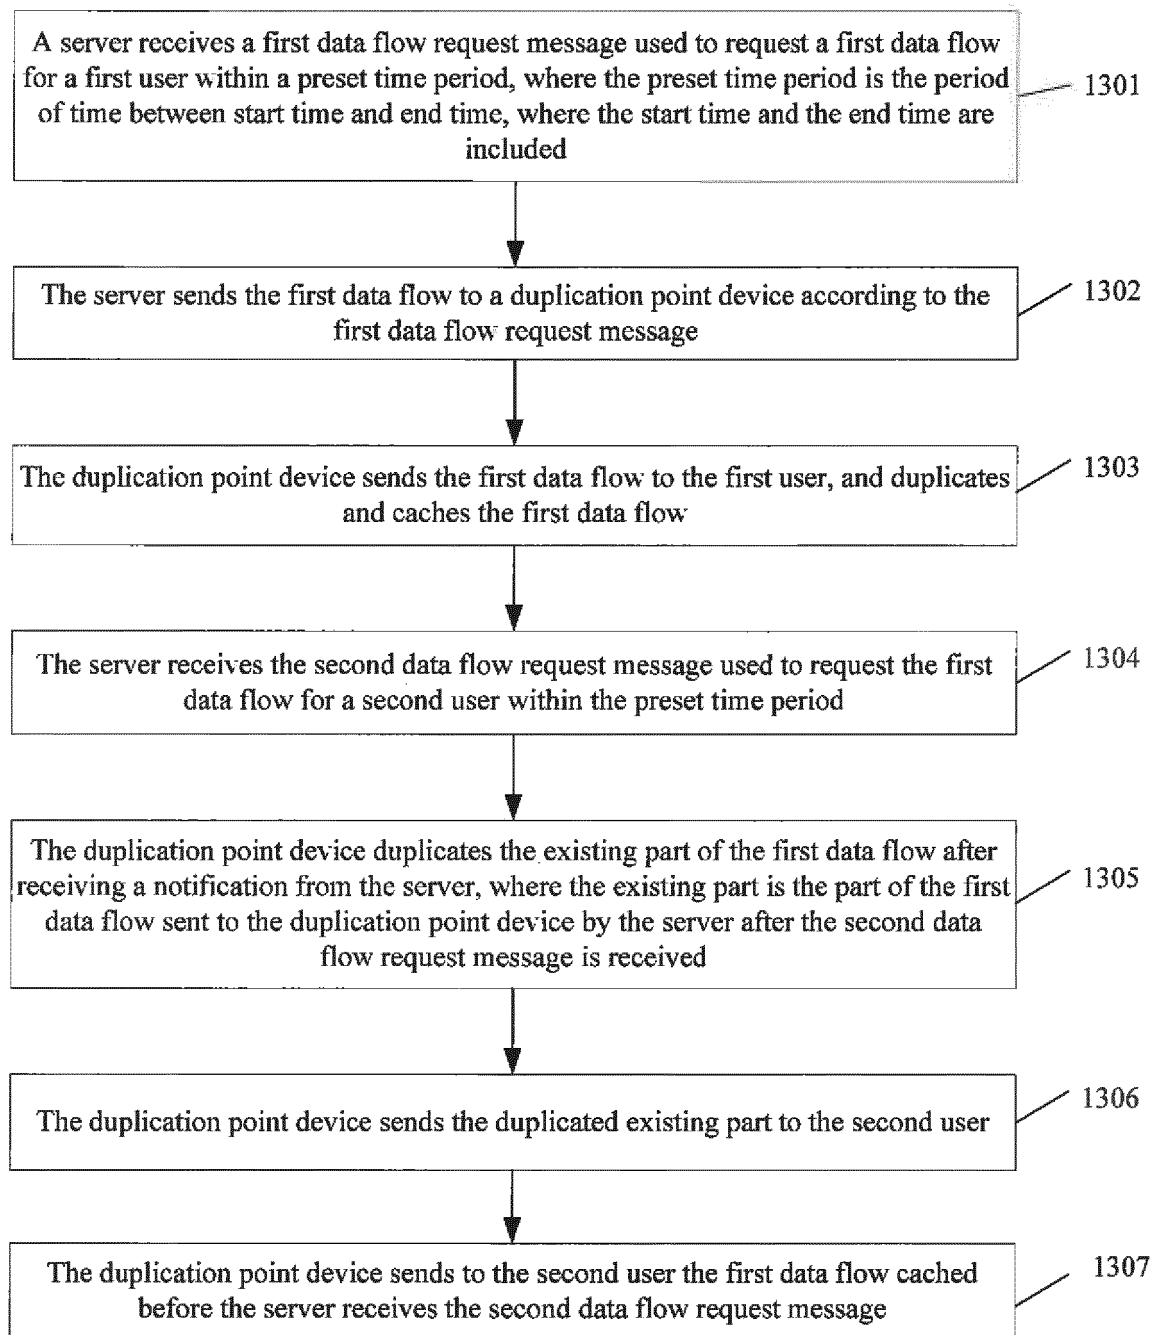 A server receives a first data flow request message used to request a first data flow
for a first user within a preset time period, where the preset time period is the period
of time between start time and end time, where the start time and the end time are
included
1301
The server sends the first data flow to a duplication point device according to the
first data flow request message
1302
The duplication point device sends the first data flow to the first user, and duplicates
and caches the first data flow
1303
The server receives the second data flow request message used to request the first
data flow for a second user within the preset time period
1304
The duplication point device duplicates the existing part of the first data flow after
receiving a notification from the server, where the existing part is the part of the first
data flow sent to the duplication point device by the server after the second data
flow request message is received
1305
The duplication point device sends the duplicated existing part to the second user
1306
The duplication point device sends to the second user the first data flow cached
before the server receives the second data flow request message
1307